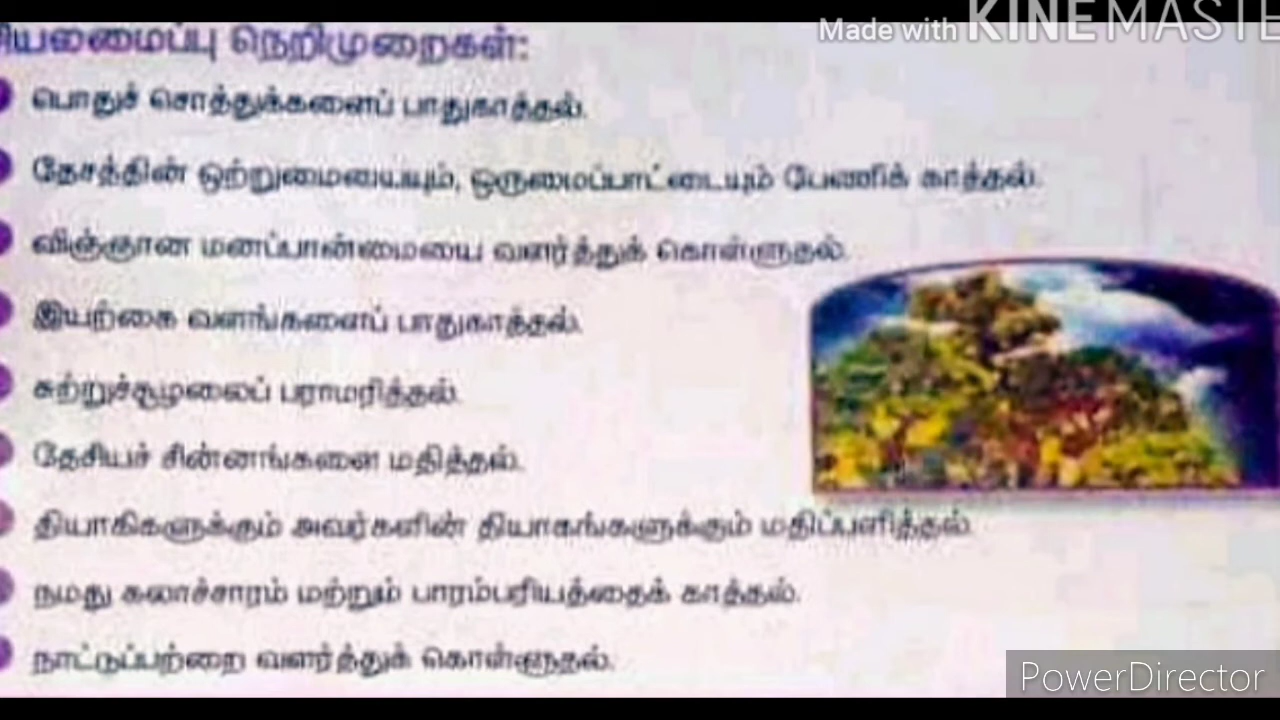 Made with KINEMASTE
சியலமைப்பு நெறிமுறைகள்:
பொதுச் சொத்துக்களைப் பாதுகாத்தல்.
தேசத்தின் ஒற்றுமையையும், ஒருமைப்பாட்டையும் பேணிக் காத்தல்.
விஞ்ஞான மனப்பான்மையை வளர்த்துக் கொள்ளுதல்.
இயற்கை வளங்களைப் பாதுகாத்தல்.
சுற்றுச்சூழலைப் பராமரித்தல்.
தேசியச் சின்னங்களை மதித்தல்.
தியாகிகளுக்கும் அவர்களின் தியாகங்களுக்கும் மதிப்பளித்தல்.
நமது கலாச்சாரம் மற்றும் பாரம்பரியத்தைக் காத்தல்.
நாட்டுப்பற்றை வளர்த்துக் கொள்ளுதல்.
PowerDirector